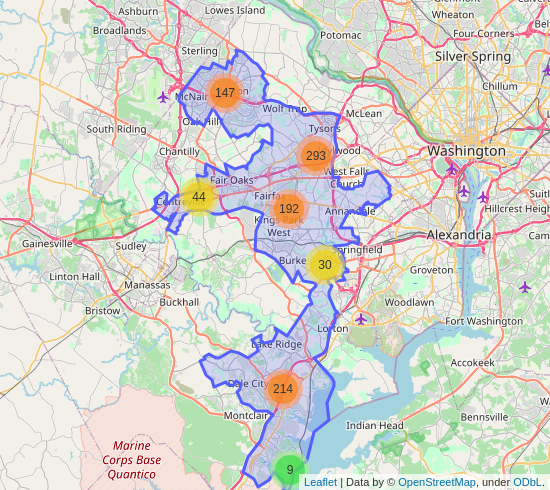 Ashburn
Lowes Island
Broadlands
Potomac
Wheaton
Four Corners
Sterling
Silver Spring
McNair
147
Chillum
Wolf Trap
McLean
Oak Hill
South Riding
Tysons
Chantilly
293
Washington
West Falls
Church
Fair Oaks
44
Centreville
Fairfax
192
Annandale
Kings Park
West
Hillcrest Heigh
Gainesville
Sudley
Alexandria
Springfield
Burke
30
Groveton
Linton Hall
Manassas
Buckhall
Woodlawn
Bristow
Fort Washington
Lorton
Lake Ridge
Accokeek
Dale City
214
Montclair
Bennsville
Indian Head
Marine
Corps Base
Quantico
9
Leaflet | Data by © OpenStreetMap, under ODbL.